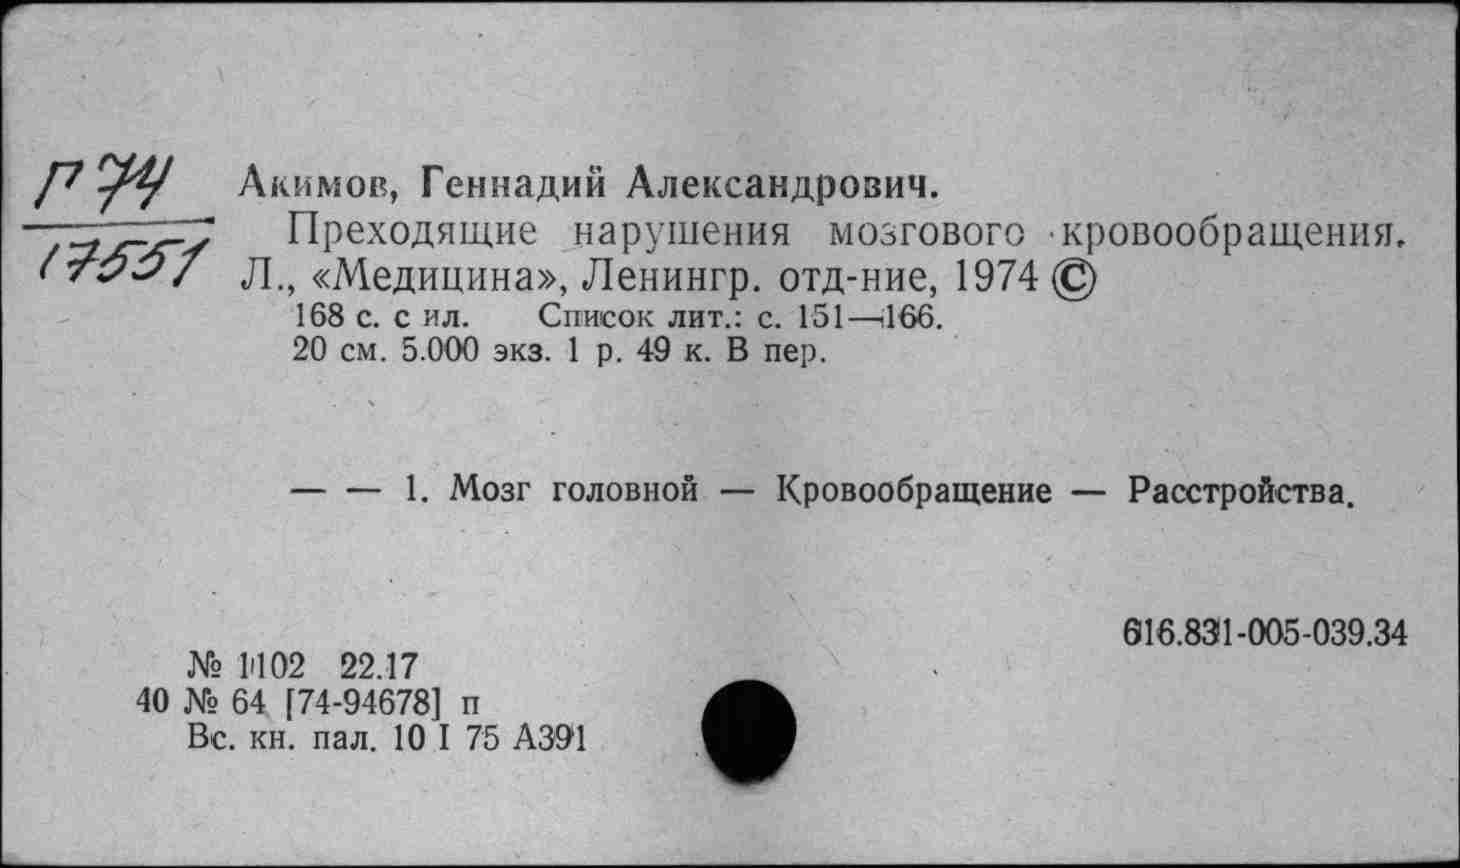 Р 74
17551
Акимов, Геннадий Александрович.
Преходящие нарушения мозгового кровообращения.
Л., «Медицина», Ленингр. отд-ние, 1974 ©
168 с. с ил. Список лит.: с. 151—166.
20 см. 5.000 экз. 1 р. 49 к. В пер.
— — 1. Мозг головной — Кровообращение — Расстройства.
616.831-005-039.34
№ 1102 22.17
40 № 64 [74-94678] п
Вс. кн. пал. 10 I 75 А391